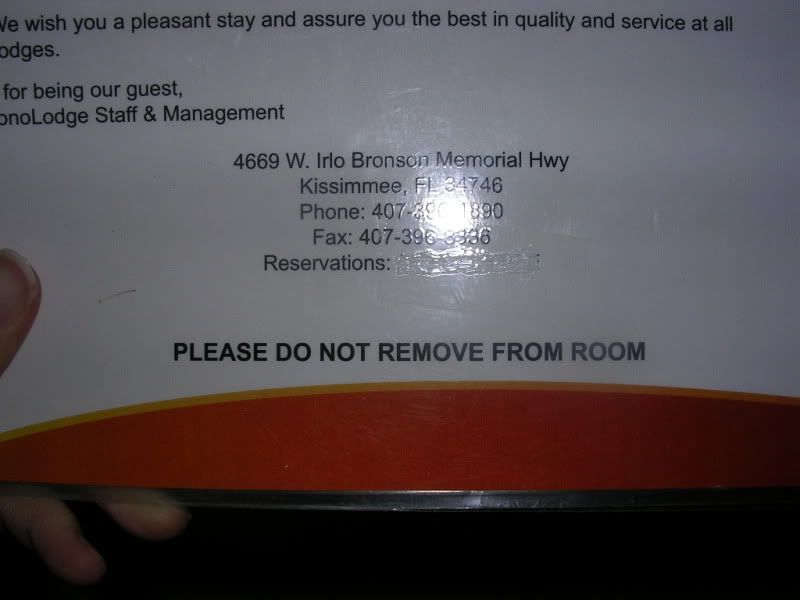 We wish you a pleasant stay and assure you the best in quality and service at all
odges.
for being our guest,
onoLodge Staff & Management
4669 W. Irlo Bronson Memorial Hwy
Kissimmee, FL 34746
Phone: 407-396-1890
Fax:
Reservations:
PLEASE DO NOT REMOVE FROM ROOM